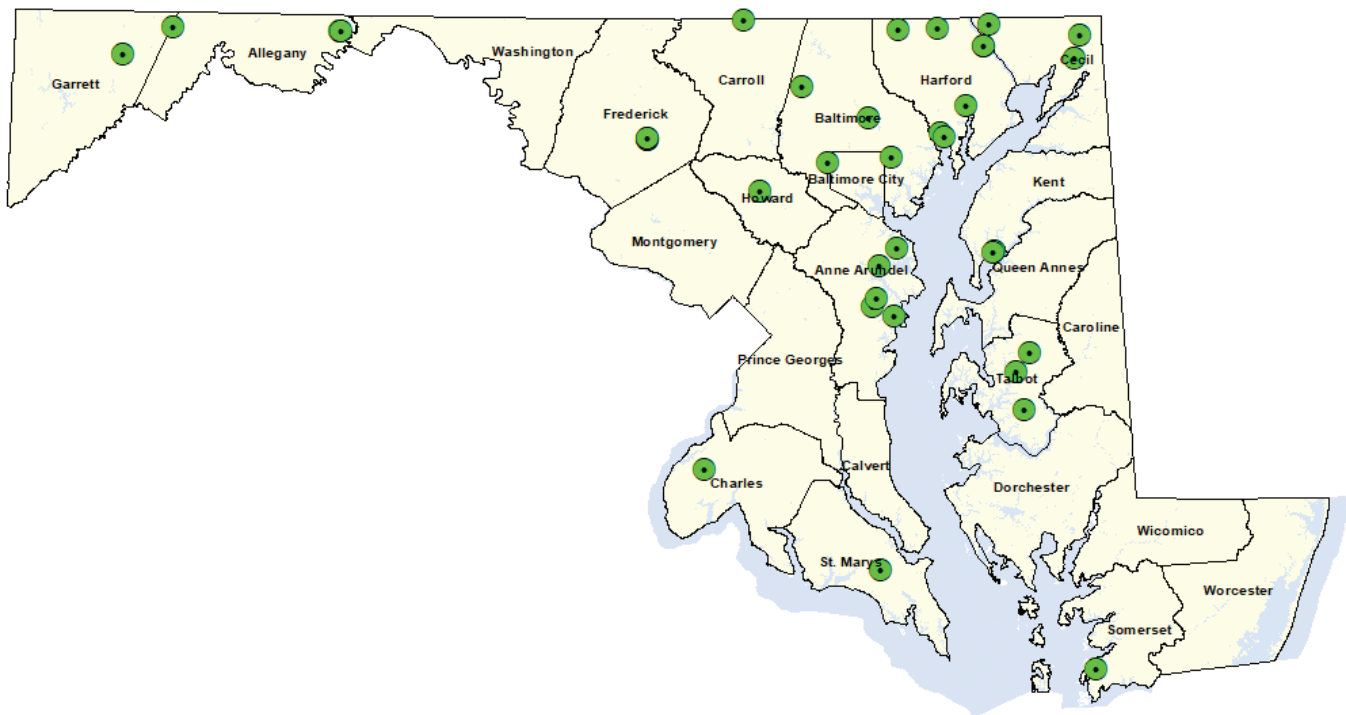 Garrett
Allegany
Washington
Frederick
Carroll
Baltimore
Harford
Cecil
Baltimore City
Howard
Montgomery
Kent
Anne Arundel
Queen Annes
Prince Georges
Caroline
Talbot
Charles
Calvert
Dorchester
St. Marys
Wicomico
Worcester
Somerset